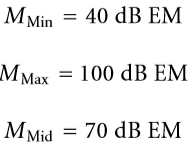 M_Min = 40 dB EM
M_Max = 100 dB EM
M_Mid = 70 dB EM